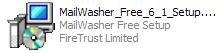 MailWasher_Free_6_1_Setup....
MailWasher Free Setup
FireTrust Limited